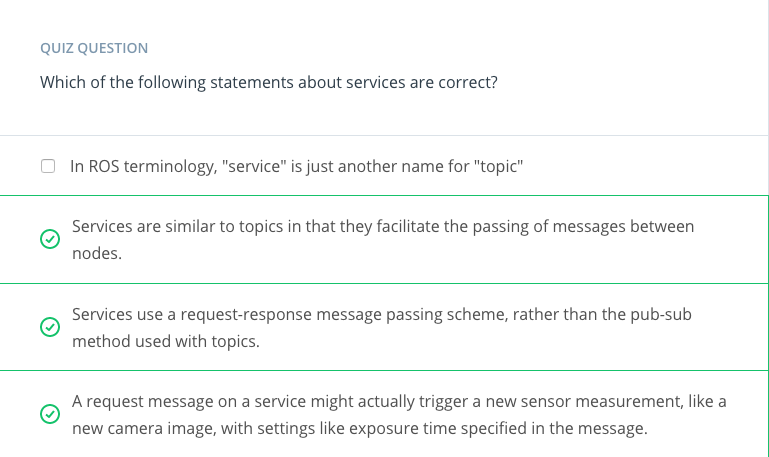 QUIZ QUESTION
Which of the following statements about services are correct?
In ROS terminology, "service" is just another name for "topic"
Services are similar to topics in that they facilitate the passing of messages between
nodes.
Services use a request-response message passing scheme, rather than the pub-sub
method used with topics.
A request message on a service might actually trigger a new sensor measurement, like a
new camera image, with settings like exposure time specified in the message.